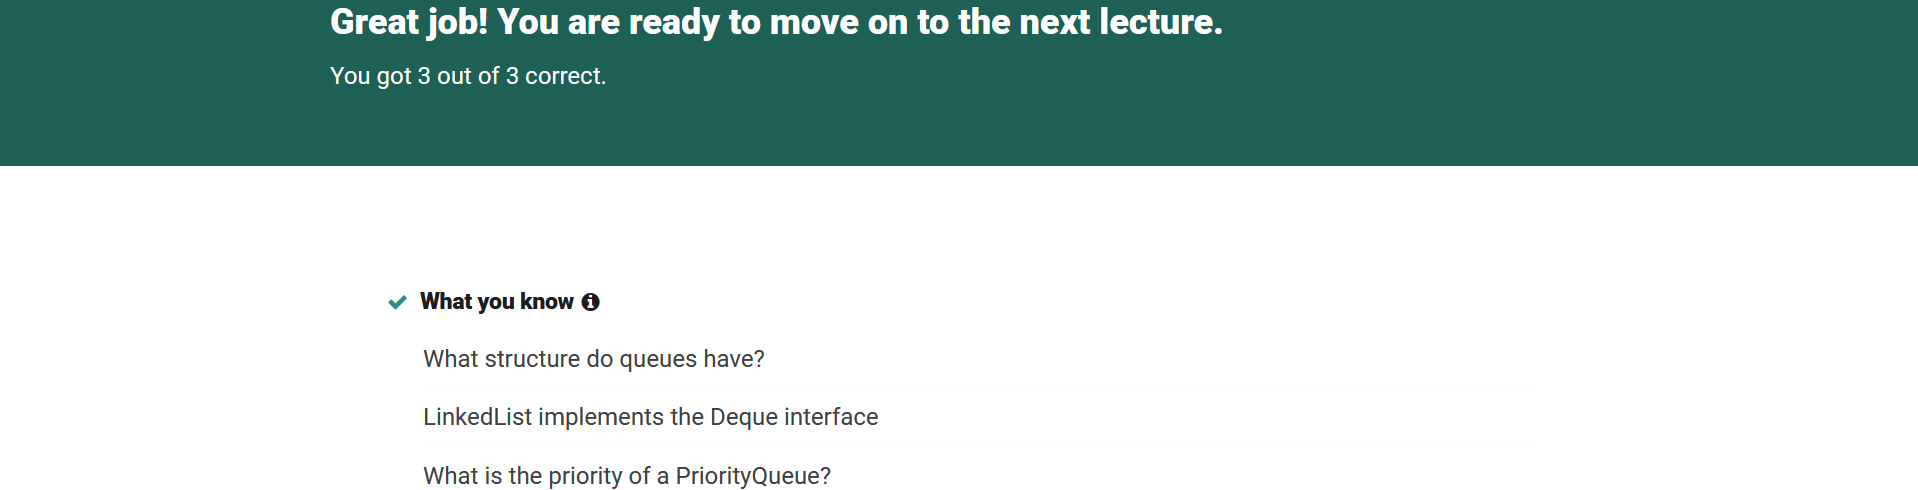 Great job! You are ready to move on to the next lecture.
You got 3 out of 3 correct.
What you know
What structure do queues have?
LinkedList implements the Deque interface
What is the priority of a PriorityQueue?